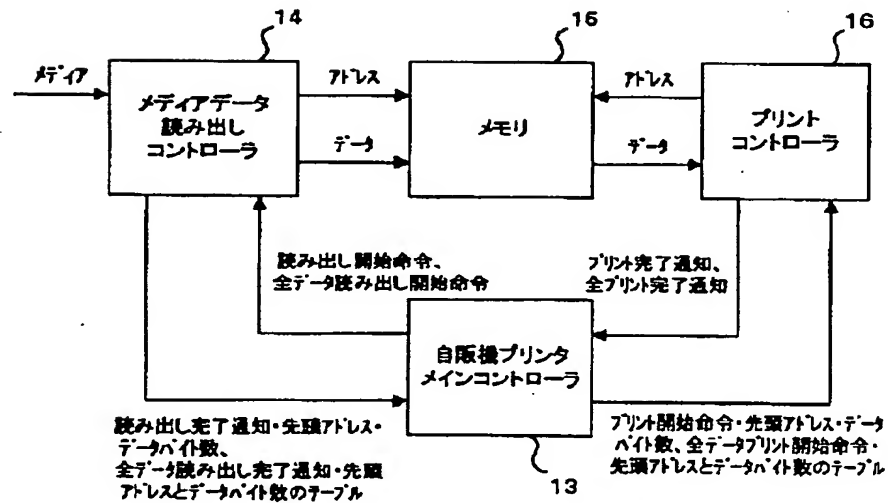 14
15
16
メディア
アドレス
アドレス
メディアデータ
読み出し
コントローラ
メモリ
プリント
コントローラ
データ
データ
読み出し開始命令、
全データ読み出し開始命令
プリント完了通知、
全プリント完了通知
自販機プリンタ
メインコントローラ
読み出し完了通知・先頭アドレス・
データバイト数、
全データ読み出し完了通知・先頭
アドレスとデータバイト数のテーブル
プリント開始命令・先頭アドレス・データ
バイト数、全データプリント開始命令・
先頭アドレスとデータバイト数のテーブル
13